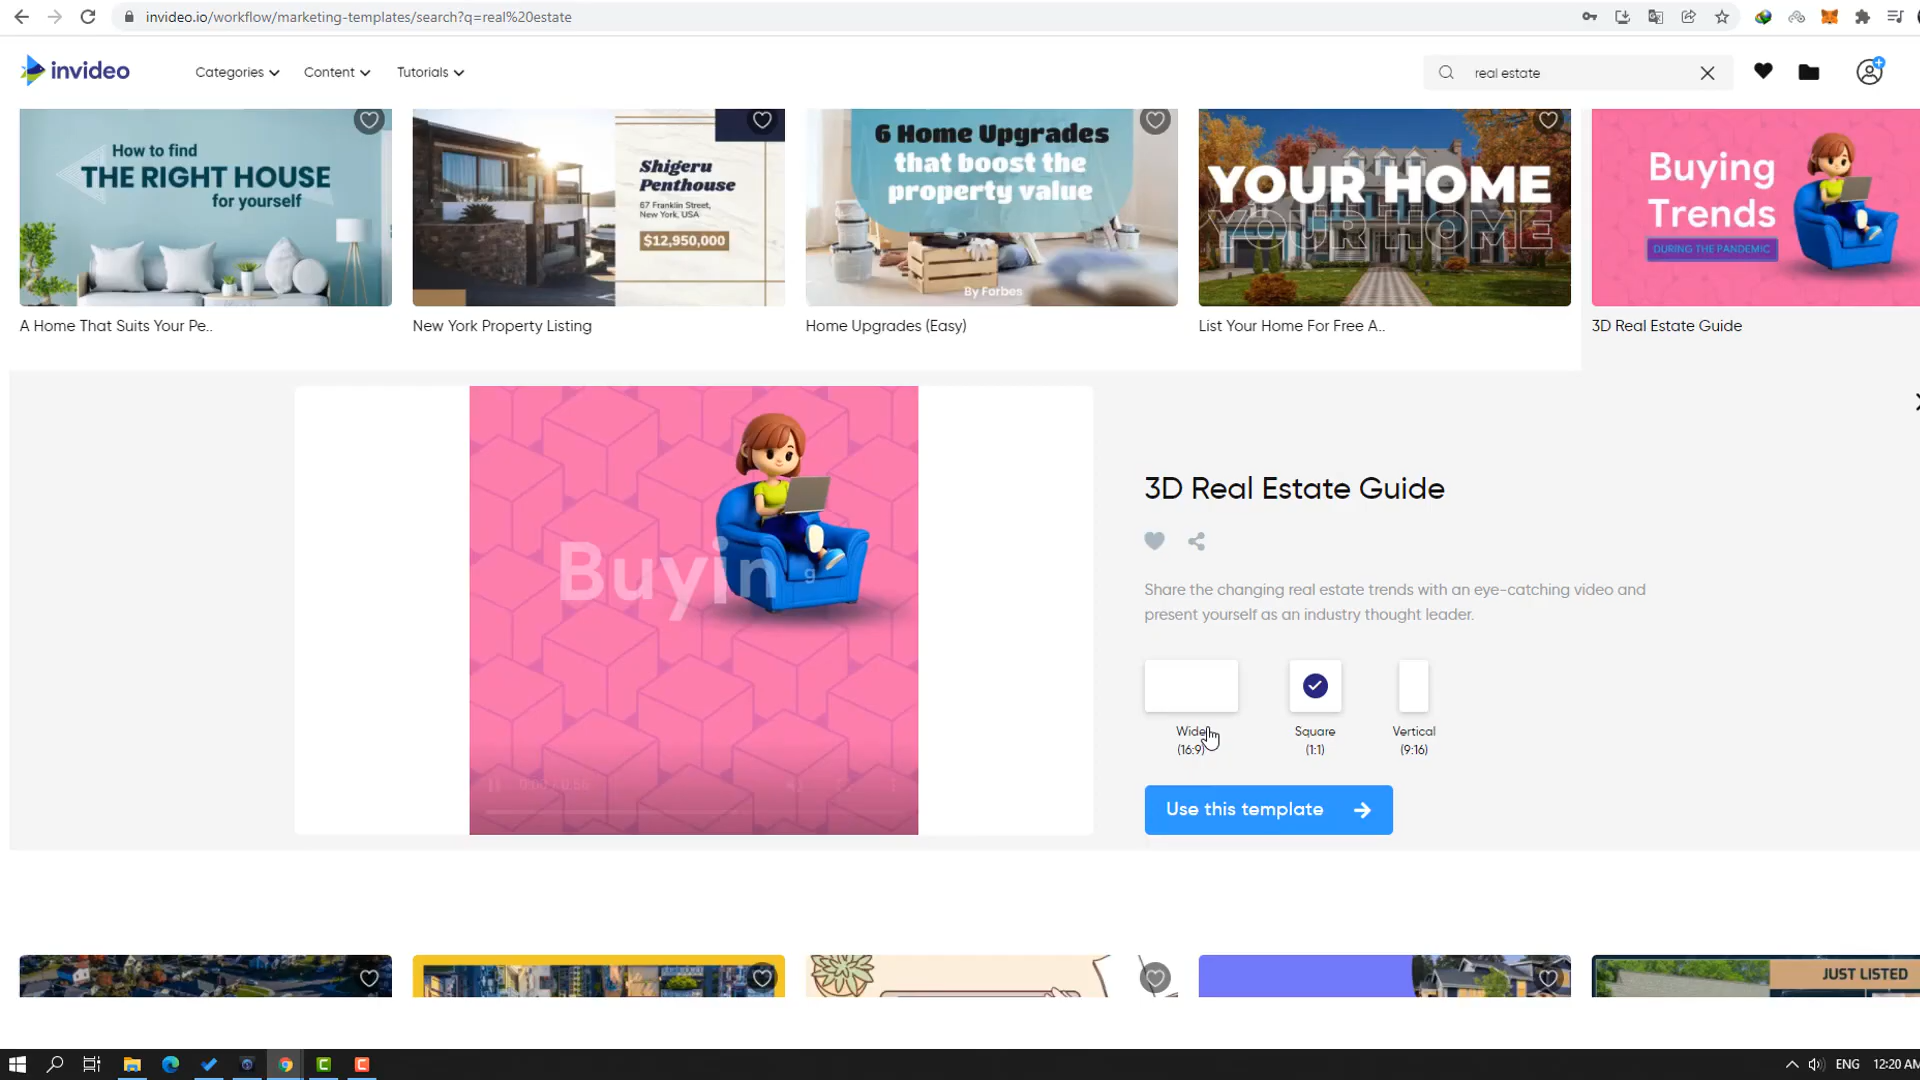 invideo.io/workflow/marketing-templates/search?q=real%20estate
invideo
Categories
Content
Tutorials
real estate
How to find
THE RIGHT HOUSE
for yourself
Shigeru
Penthouse
67 Franklin Street,
New York, USA
$12,950,000
6 Home Upgrades
that boost the
property value
By Forbes
YOUR HOME
YOUR HOME
Buying
Trends
DURING THE PANDEMIC
A Home That Suits Your Pe..
New York Property Listing
Home Upgrades (Easy)
List Your Home For Free A..
3D Real Estate Guide
Buying
3D Real Estate Guide
Share the changing real estate trends with an eye-catching video and
present yourself as an industry thought leader.
Wide
(16:9)
Square
(1:1)
Vertical
(9:16)
Use this template
JUST LISTED
ENG
12:20 AM